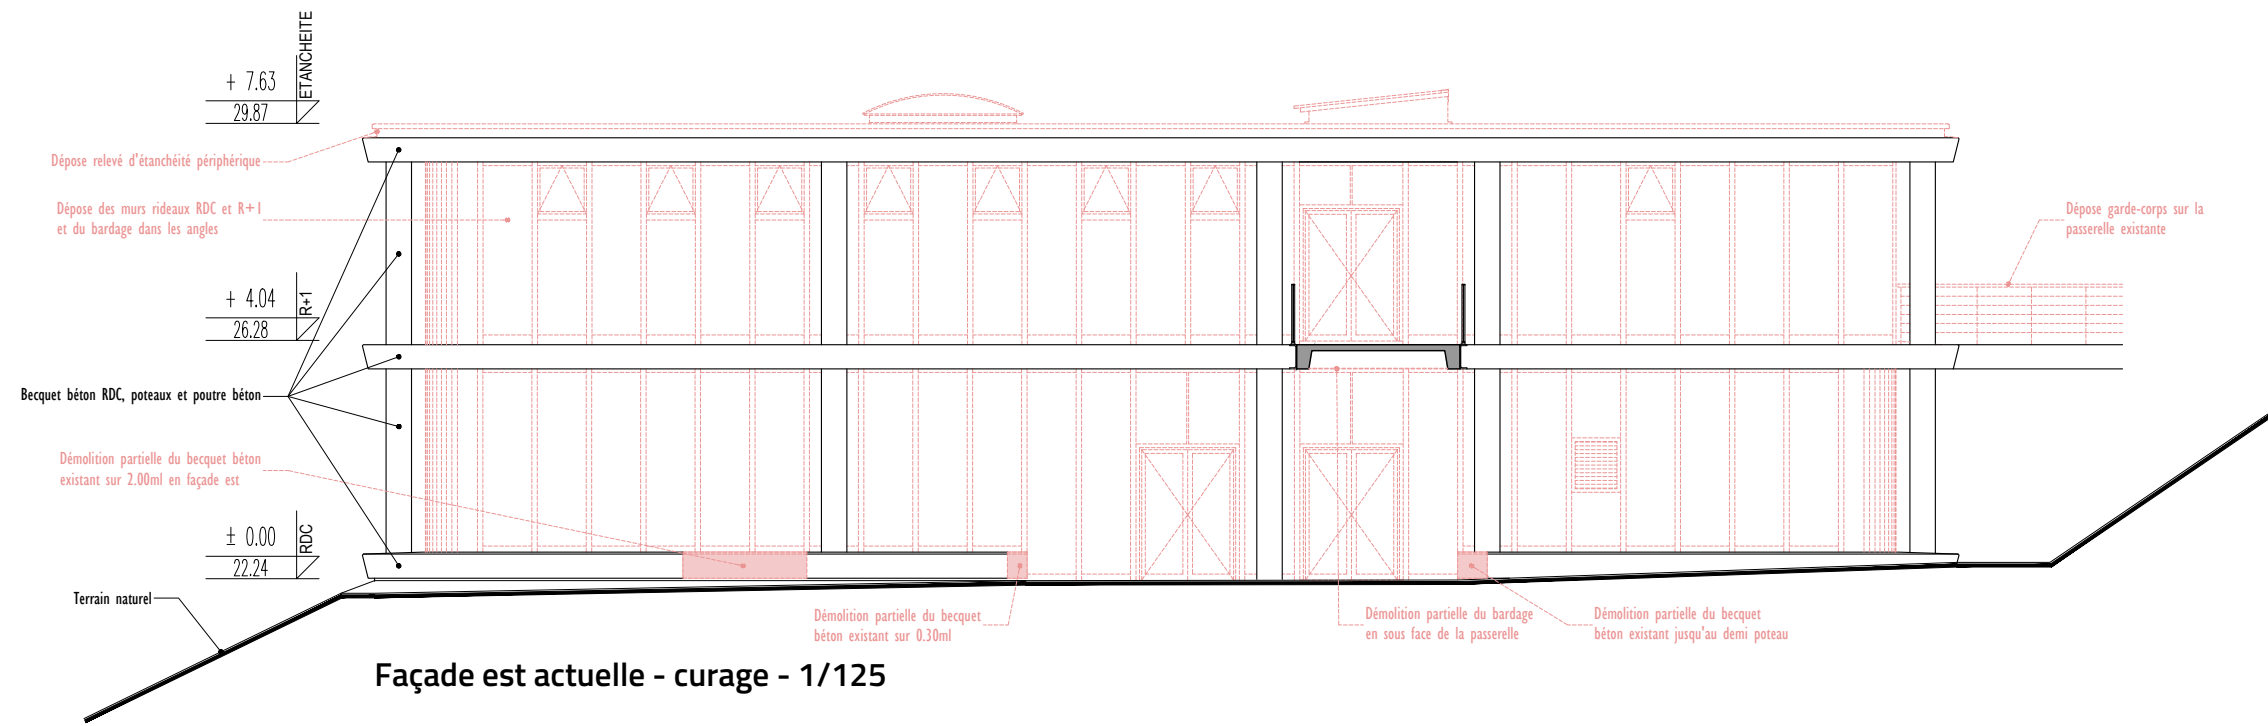 ETANCHEITE
+ 7.63
29.87
Dépose relevé d'étanchéité périphérique
Dépose des murs rideaux RDC et R+1
et du bardage dans les angles
Dépose garde-corps sur la
passerelle existante
R+1
+ 4.04
26.28
Becquet béton RDC, poteaux et poutre béton
Démolition partielle du becquet béton
existant sur 2.00ml en façade est
RDC
± 0.00
22.24
Terrain naturel
Démolition partielle du becquet
béton existant sur 0.30ml
Démolition partielle du bardage
en sous face de la passerelle
Démolition partielle du becquet
béton existant jusqu'au demi poteau
Façade est actuelle - curage - 1/125